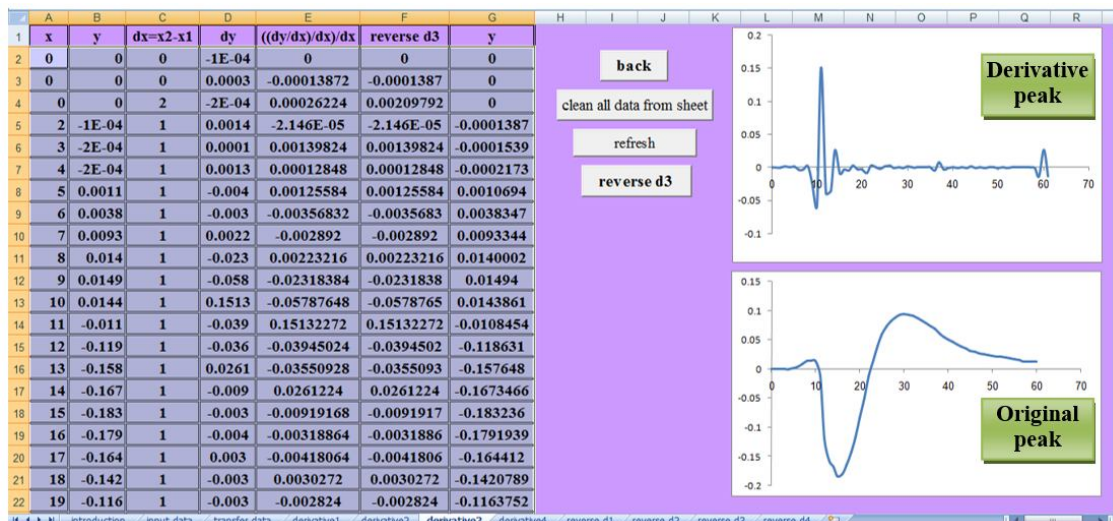 A B C D E F G H I J K L M N O P Q R
1 x y dx=x2-x1 dy ((dy/dx)/dx)/dx reverse d3 y
2 0 0 0 -1E-04 0 0 0
3 0 0 0 0.0003 -0.00013872 -0.0001387 0
4 0 0 2 -2E-04 0.00026224 0.00209792 0
5 2 -1E-04 1 0.0014 -2.146E-05 -2.146E-05 -0.0001387
6 3 -2E-04 1 0.0001 0.00139824 0.00139824 -0.0001539
7 4 -2E-04 1 0.0013 0.00012848 0.00012848 -0.0002173
8 5 0.0011 1 -0.004 0.00125584 0.00125584 0.0010694
9 6 0.0038 1 -0.003 -0.00356832 -0.0035683 0.0038347
10 7 0.0093 1 0.0022 -0.002892 -0.002892 0.0093344
11 8 0.014 1 -0.023 0.00223216 0.00223216 0.0140002
12 9 0.0149 1 -0.058 -0.02318384 -0.0231838 0.01494
13 10 0.0144 1 0.1513 -0.05787648 -0.0578765 0.0143861
14 11 -0.011 1 -0.039 0.15132272 0.15132272 -0.0108454
15 12 -0.119 1 -0.036 -0.03945024 -0.0394502 -0.118631
16 13 -0.158 1 0.0261 -0.03550928 -0.0355093 -0.157648
17 14 -0.167 1 -0.009 0.0261224 0.0261224 -0.1673466
18 15 -0.183 1 -0.003 -0.00919168 -0.0091917 -0.183236
19 16 -0.179 1 -0.004 -0.00318864 -0.0031886 -0.1791939
20 17 -0.164 1 0.003 -0.00418064 -0.0041806 -0.164412
21 18 -0.142 1 -0.003 0.0030272 0.0030272 -0.1420789
22 19 -0.116 1 -0.003 -0.002824 -0.002824 -0.1163752
back
clean all data from sheet
refresh
reverse d3
Derivative
peak
0.2
0.15
0.1
0.05
0
-0.05
-0.1
0 10 20 30 40 50 60 70
Original
peak
0.15
0.1
0.05
0
-0.05
-0.1
-0.15
-0.2
0 10 20 30 40 50 60 70
introduction input data transfer data derivative1 derivative2 derivative3 derivative4 reverse d1 reverse d2 reverse d3 reverse d4